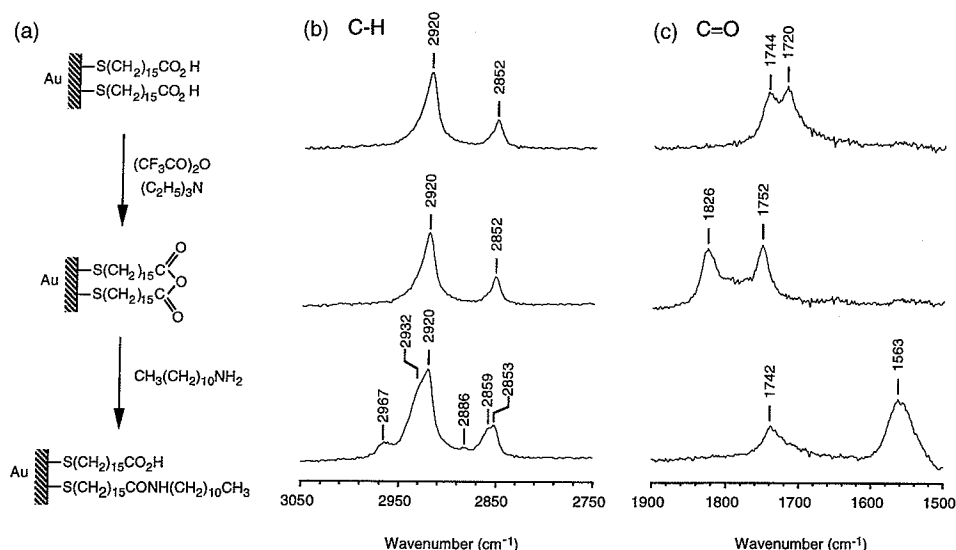 (a)
Au
S(CH₂)₁₅CO₂ H
S(CH₂)₁₅CO₂ H
(CF₃CO)₂O
(C₂H₅)₃N
Au
S(CH₂)₁₅C
O
O
S(CH₂)₁₅C
O
CH₃(CH₂)₁₀NH₂
Au
S(CH₂)₁₅CO₂H
S(CH₂)₁₅CONH(CH₂)₁₀CH₃
(b) C-H
2920
2852
2920
2852
2967
2932
2920
2886
2859
2853
3050 2950 2850 2750
Wavenumber (cm⁻¹)
(c) C=O
1744
1720
1826
1752
1742
1563
1900 1800 1700 1600 1500
Wavenumber (cm⁻¹)